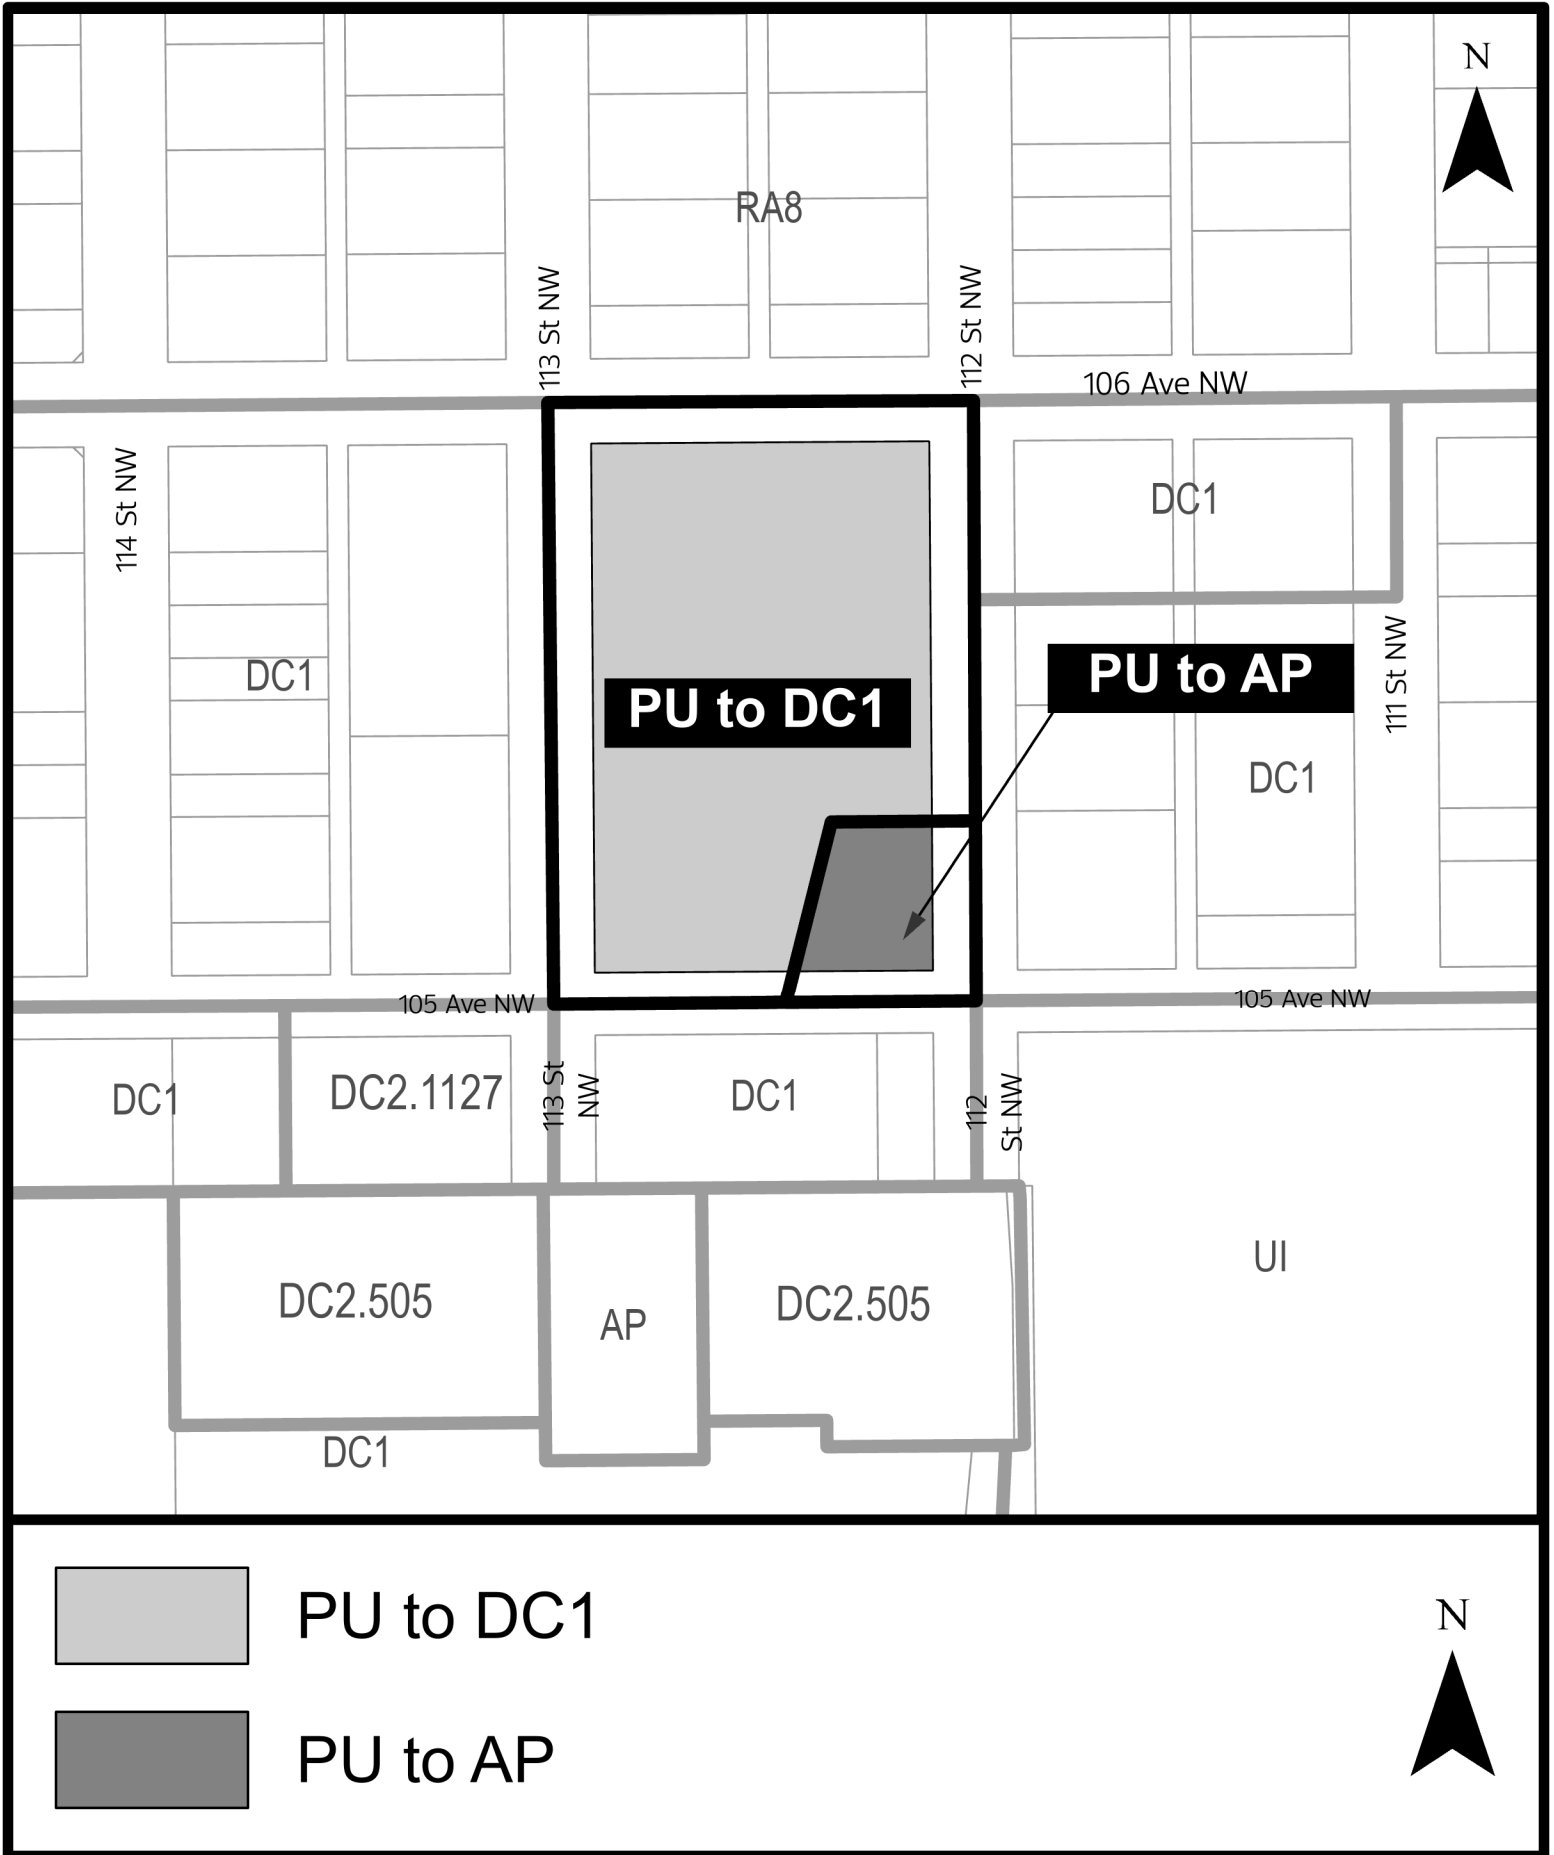 N
RA8
113 St NW
112 St NW
106 Ave NW
114 St NW
DC1
DC1
PU to DC1
PU to AP
111 St NW
DC1
105 Ave NW
105 Ave NW
DC1
DC2.1127
113 St
NW
DC1
112
St NW
UI
DC2.505
AP
DC2.505
DC1
PU to DC1
N
PU to AP